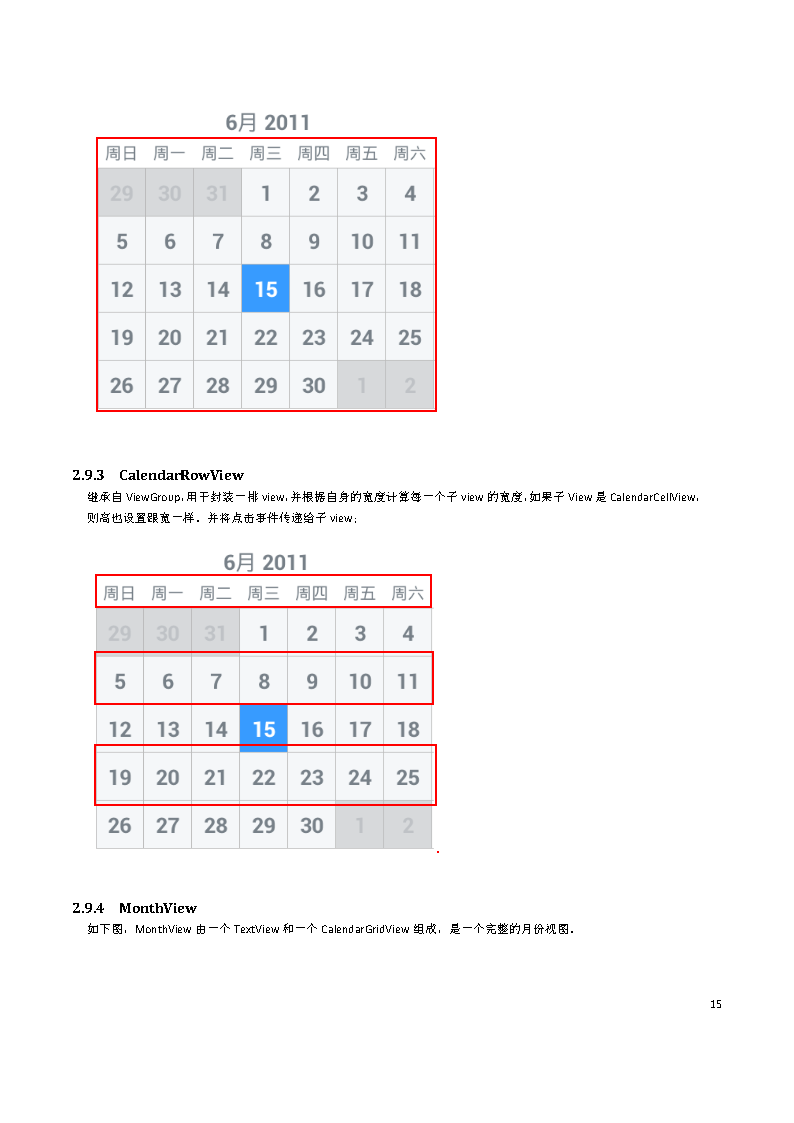 6月 2011
周日 周一 周二 周三 周四 周五 周六
29 30 31 1 2 3 4
5 6 7 8 9 10 11
12 13 14 15 16 17 18
19 20 21 22 23 24 25
26 27 28 29 30 1 2
2.9.3 CalendarRowView
继承自 ViewGroup,用于封装一排 view,并根据自身的宽度计算每一个子 view 的宽度,如果子 View 是 CalendarCellView,
则高也设置跟宽一样。并将点击事件传递给子 view;
6月 2011
周日 周一 周二 周三 周四 周五 周六
29 30 31 1 2 3 4
5 6 7 8 9 10 11
12 13 14 15 16 17 18
19 20 21 22 23 24 25
26 27 28 29 30 1 2
2.9.4 MonthView
如下图, MonthView 由一个 TextView 和一个 CalendarGridView 组成, 是一个完整的月份视图。
15